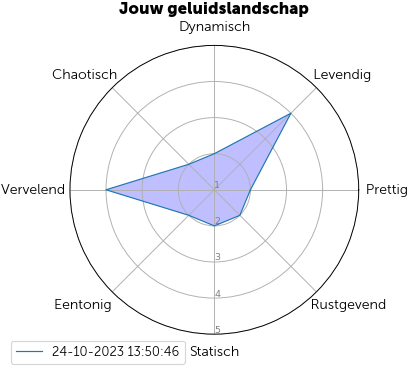 Jouw geluidslandschap
Dynamisch
Chaotisch
Levendig
Vervelend
1
Prettig
2
3
4
Eentonig
Rustgevend
5
24-10-2023 13:50:46
Statisch